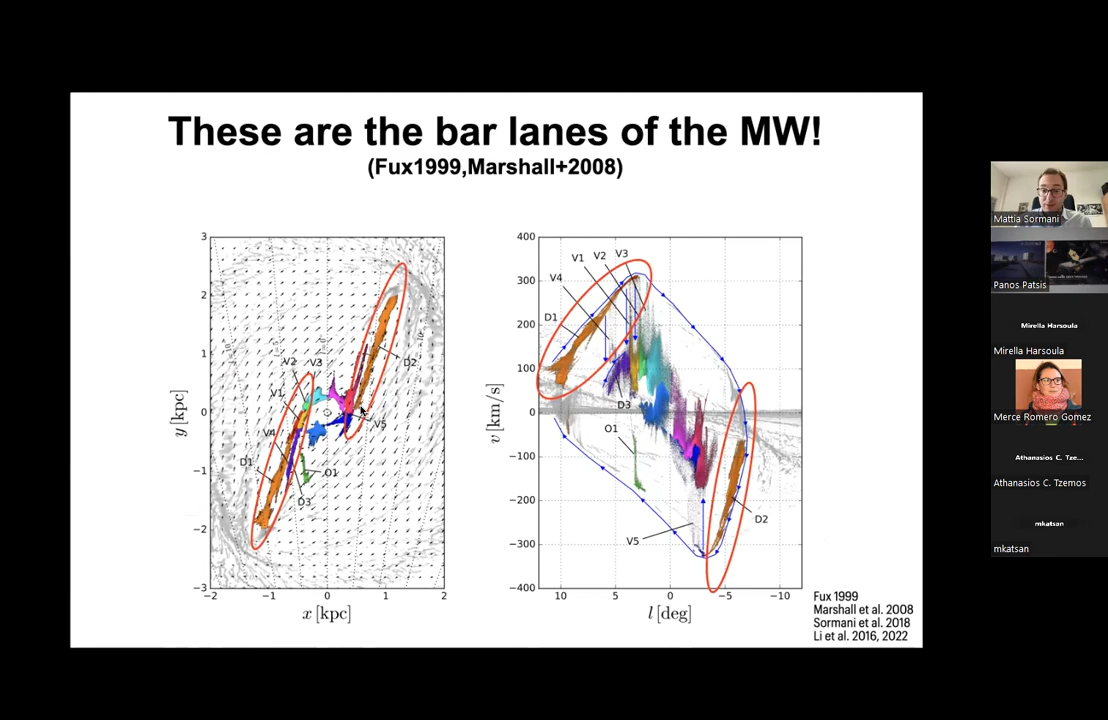 These are the bar lanes of the MW!
(Fux1999,Marshall+2008)
3
2
1
0
−1
−2
−3
y [kpc]
−2
−1
0
1
2
x [kpc]
V2
V3
V1
V4
D1
D2
V5
O1
D3
400
300
200
100
0
−100
−200
−300
−400
v [km/s]
10
5
0
−5
−10
l [deg]
V1
V2
V3
V4
D1
D3
O1
V5
D2
Fux 1999
Marshall et al. 2008
Sormani et al. 2018
Li et al. 2016, 2022
Mattia Sormani
Panos Patsis
Mirella Harsoula
Mirella Harsoula
Merce Romero Gomez
Athanasios C. Tze...
Athanasios C. Tzemos
mkatsan
mkatsan